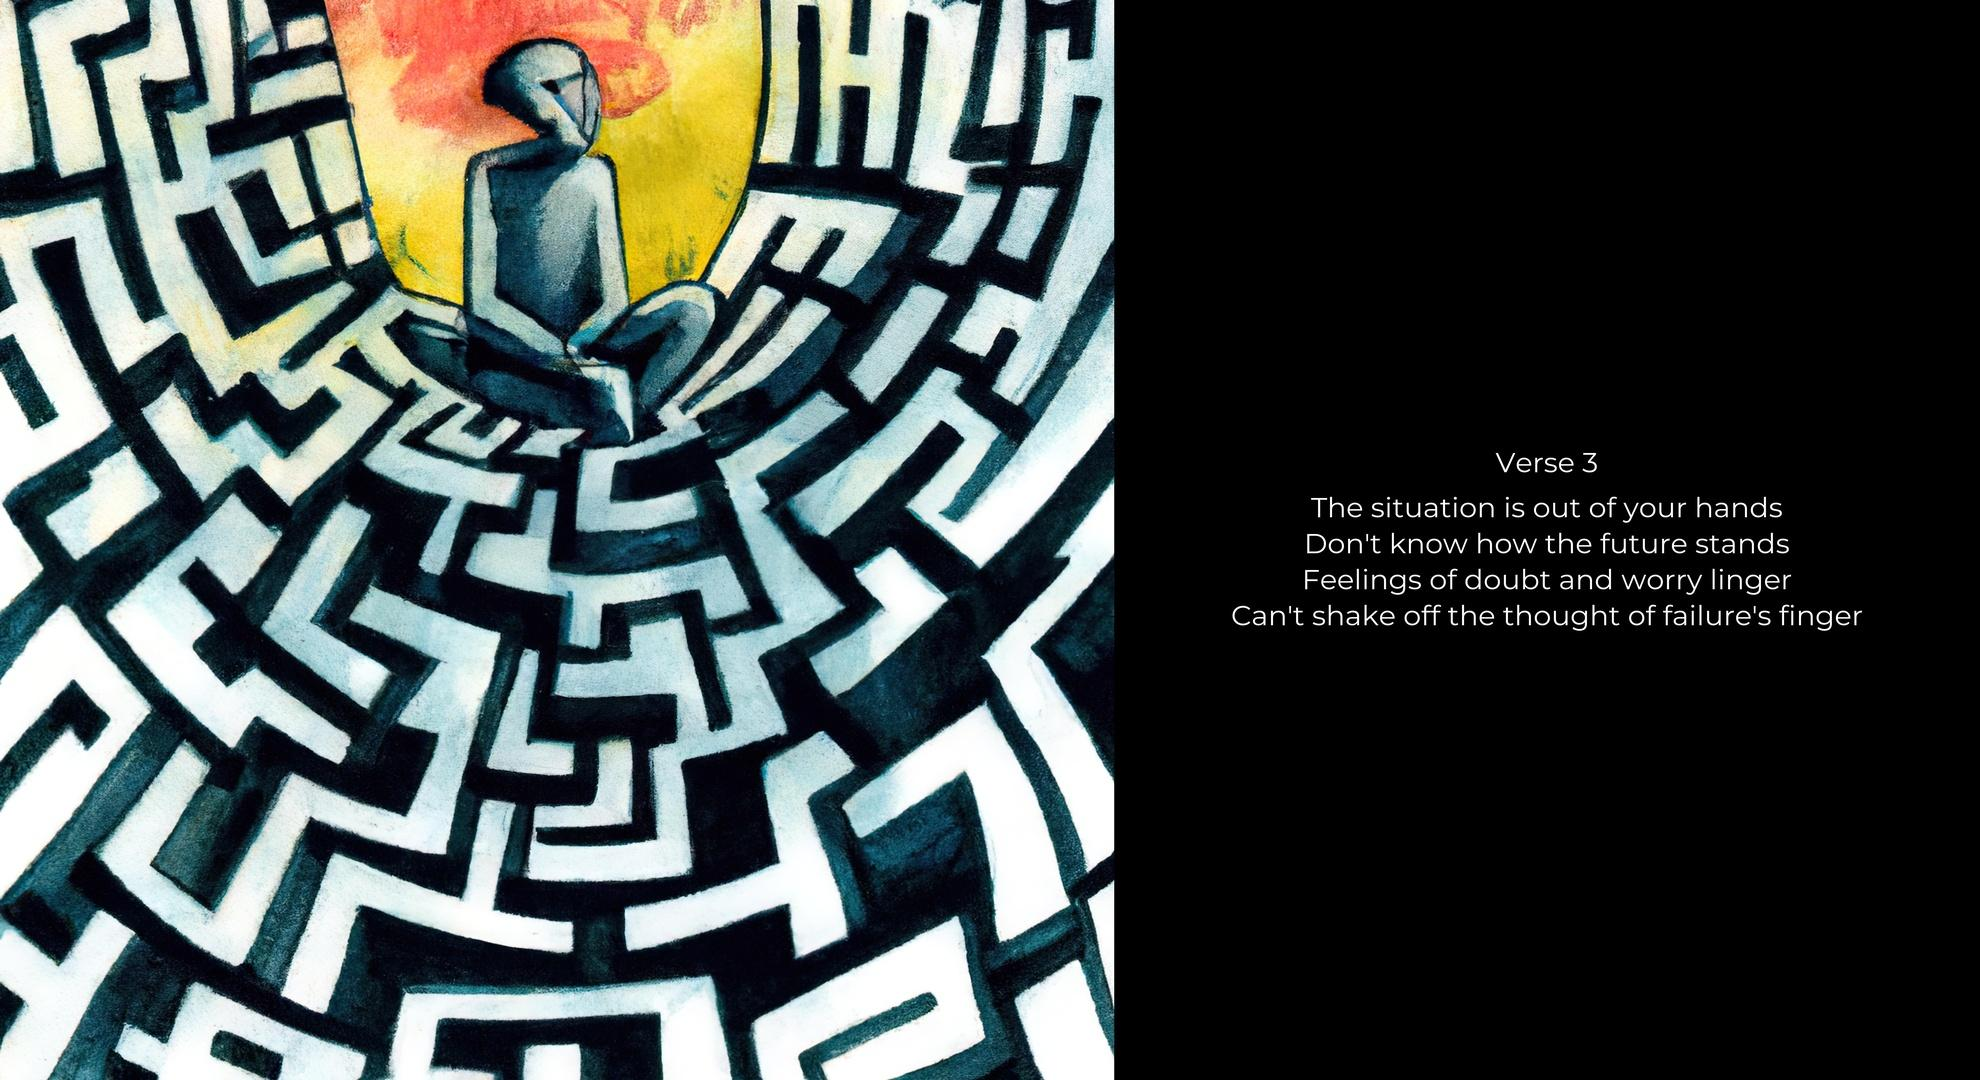 Verse 3
The situation is out of your hands
Don't know how the future stands
Feelings of doubt and worry linger
Can't shake off the thought of failure's finger